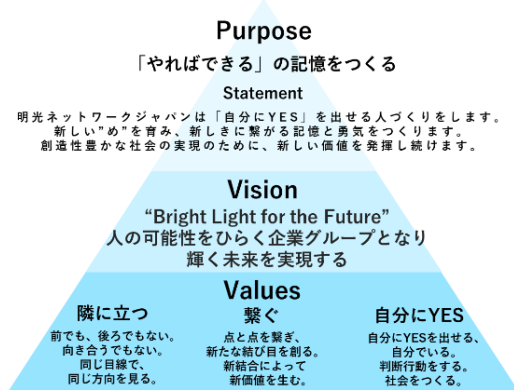 Purpose
「やればできる」の記憶をつくる
Statement
明光ネットワークジャパンは「自分にYES」を出せる人づくりをします。
新しい”め”を育み、新しきに繋がる記憶と勇気をつくります。
創造性豊かな社会の実現のために、新しい価値を発揮し続けます。
Vision
“Bright Light for the Future”
人の可能性をひらく企業グループとなり
輝く未来を実現する
Values
隣に立つ
前でも、後ろでもない。
向き合うでもない。
同じ目線で、
同じ方向を見る。
繋ぐ
点と点を繋ぎ、
新たな結び目を創る。
新結合によって
新価値を生む。
自分にYES
自分にYESを出せる、
自分でいる。
判断行動をする。
社会をつくる。